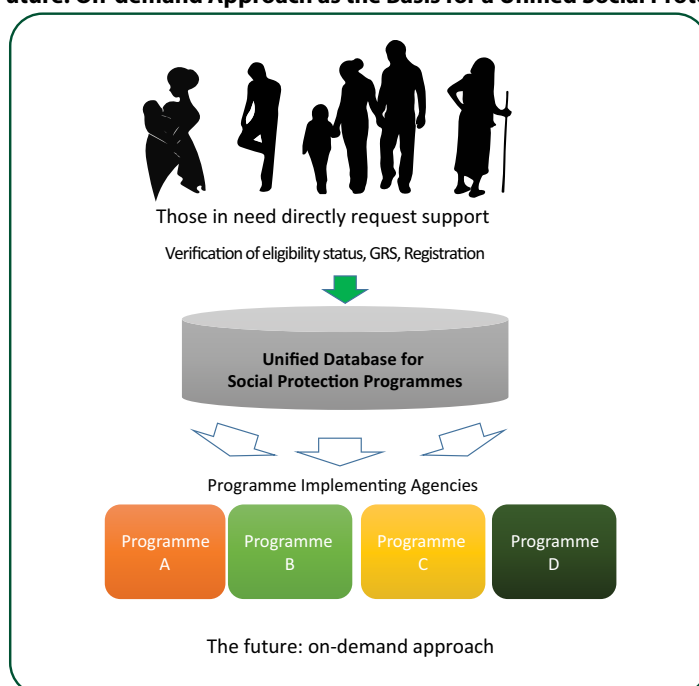 Future: On-demand Approach as the Basis for a Unified Social Prote
Those in need directly request support
Verification of eligibility status, GRS, Registration
Unified Database for
Social Protection Programmes
Programme Implementing Agencies
Programme
A
Programme
B
Programme
C
Programme
D
The future: on-demand approach